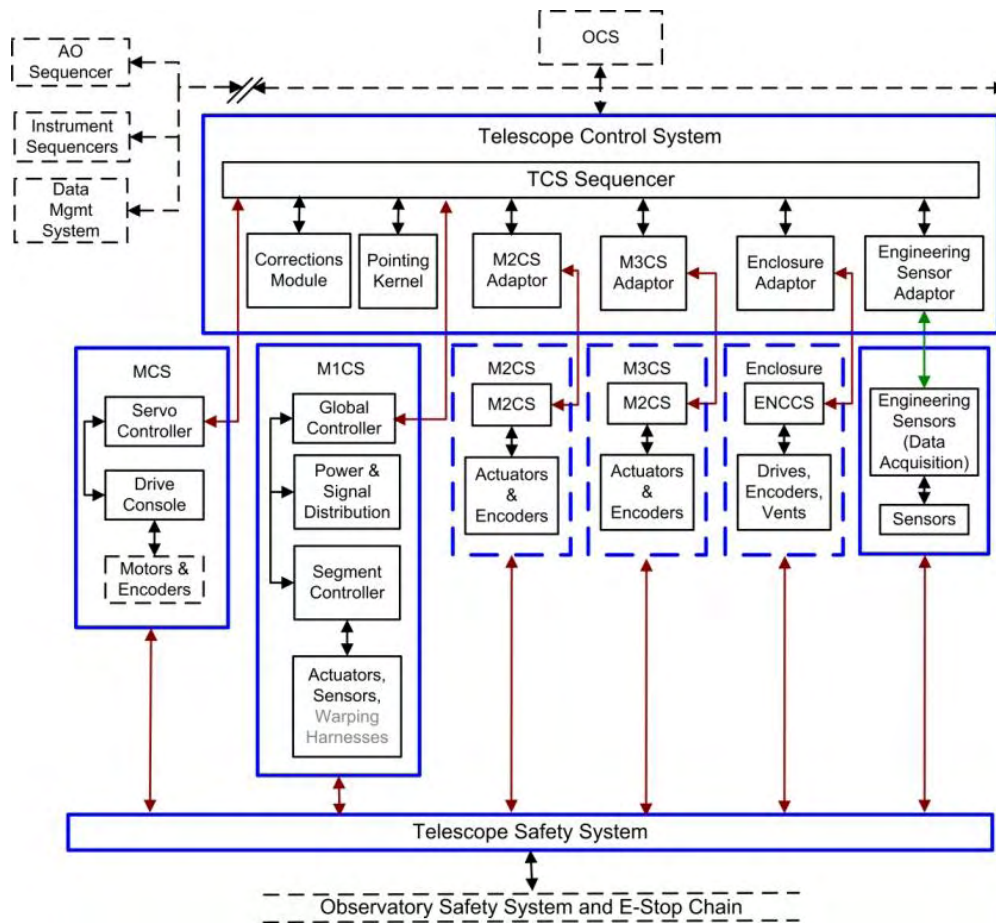 OCS
AO
Sequencer
Instrument
Sequencers
Data
Mgmt
System
Telescope Control System
TCS Sequencer
Corrections
Module
Pointing
Kernel
M2CS
Adaptor
M3CS
Adaptor
Enclosure
Adaptor
Engineering
Sensor
Adaptor
MCS
Servo
Controller
Drive
Console
Motors &
Encoders
M1CS
Global
Controller
Power &
Signal
Distribution
Segment
Controller
Actuators,
Sensors,
Warping
Harnesses
M2CS
M2CS
Actuators
&
Encoders
M3CS
M2CS
Actuators
&
Encoders
Enclosure
ENCCS
Drives,
Encoders,
Vents
Engineering
Sensors
(Data
Acquisition)
Sensors
Telescope Safety System
Observatory Safety System and E-Stop Chain